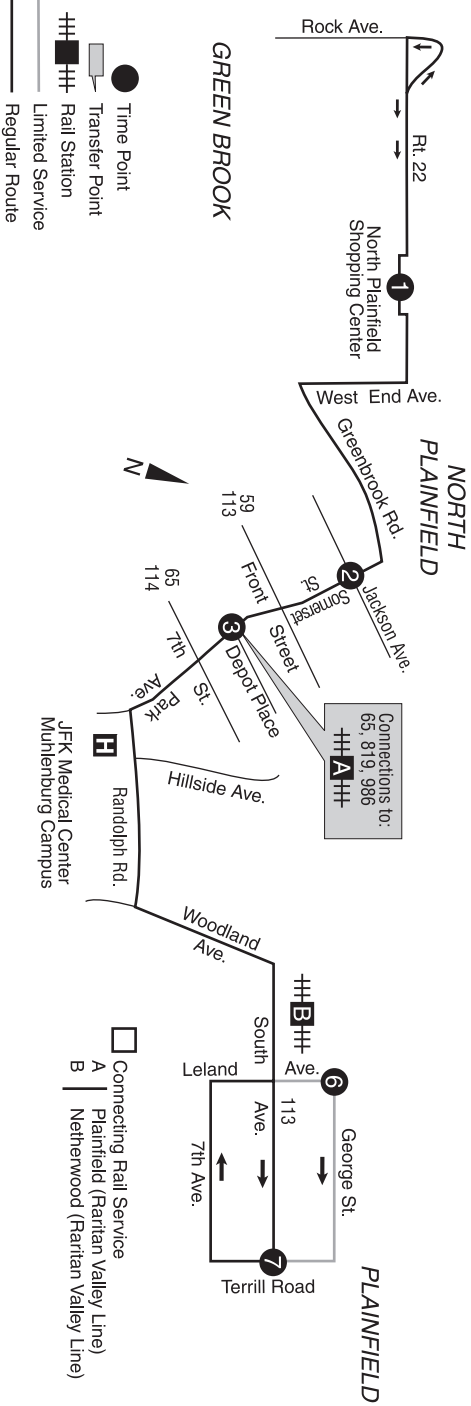 Rock Ave.
Rt. 22
GREEN BROOK
1
North Plainfield
Shopping Center
West End Ave.
NORTH
PLAINFIELD
Greenbrook Rd.
N
2
Jackson Ave.
Somerset
St.
59
113
Front
Street
3
Depot Place
65
114
7th
St.
Park
Ave.
Connections to:
65, 819, 986
A
H
JFK Medical Center
Muhlenburg Campus
Hillside Ave.
Randolph Rd.
Woodland
Ave.
South
Ave.
B
Leland
Ave.
113
6
George St.
7th Ave.
7
Terrill Road
PLAINFIELD
Time Point
Transfer Point
Rail Station
Limited Service
Regular Route
Connecting Rail Service
A Plainfield (Raritan Valley Line)
B Netherwood (Raritan Valley Line)